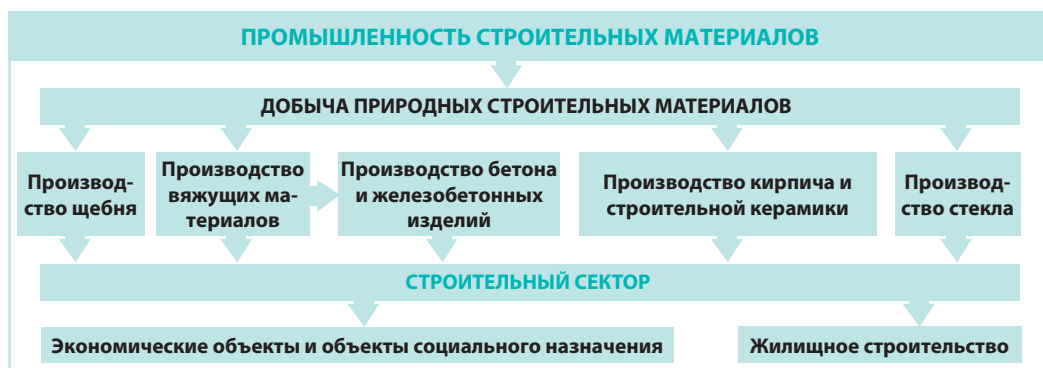 ПРОМЫШЛЕННОСТЬ СТРОИТЕЛЬНЫХ МАТЕРИАЛОВ
ДОБЫЧА ПРИРОДНЫХ СТРОИТЕЛЬНЫХ МАТЕРИАЛОВ
Производ-
ство щебня
Производство
вяжущих ма-
териалов
Производство бетона
и железобетонных
изделий
Производство кирпича и
строительной керамики
Производ-
ство стекла
СТРОИТЕЛЬНЫЙ СЕКТОР
Экономические объекты и объекты социального назначения
Жилищное строительство